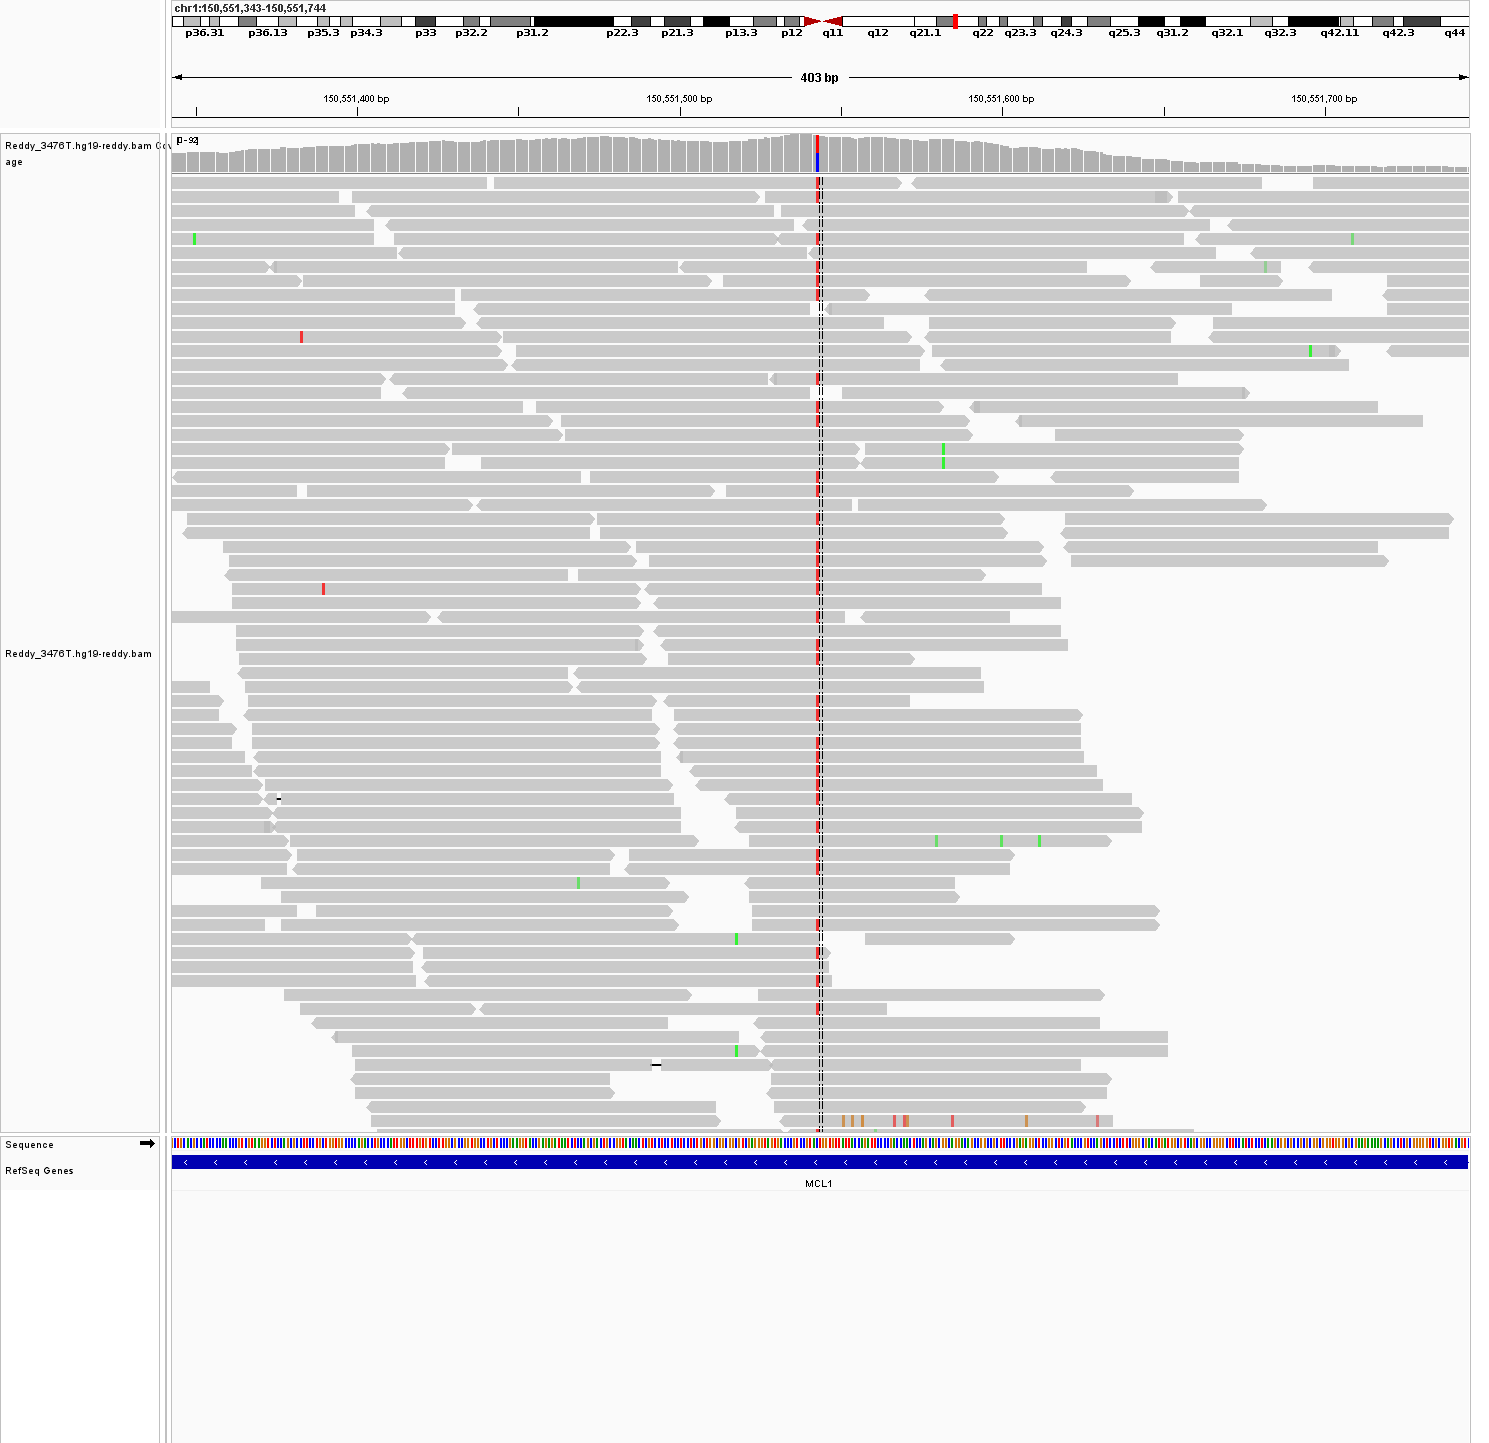 chr1:150,551,343-150,551,744
p36.31 p36.13 p35.3 p34.3 p33 p32.2 p31.2 p22.3 p21.3 p13.3 p12 q11 q12 q21.1 q22 q23.3 q24.3 q25.3 q31.2 q32.1 q32.3 q42.11 q42.3 q44
403 bp
150,551,400 bp 150,551,500 bp 150,551,600 bp 150,551,700 bp
[0-92]
Reddy_3476T.hg19-reddy.bam Cov
age
Reddy_3476T.hg19-reddy.bam
Sequence
RefSeq Genes
MCL1